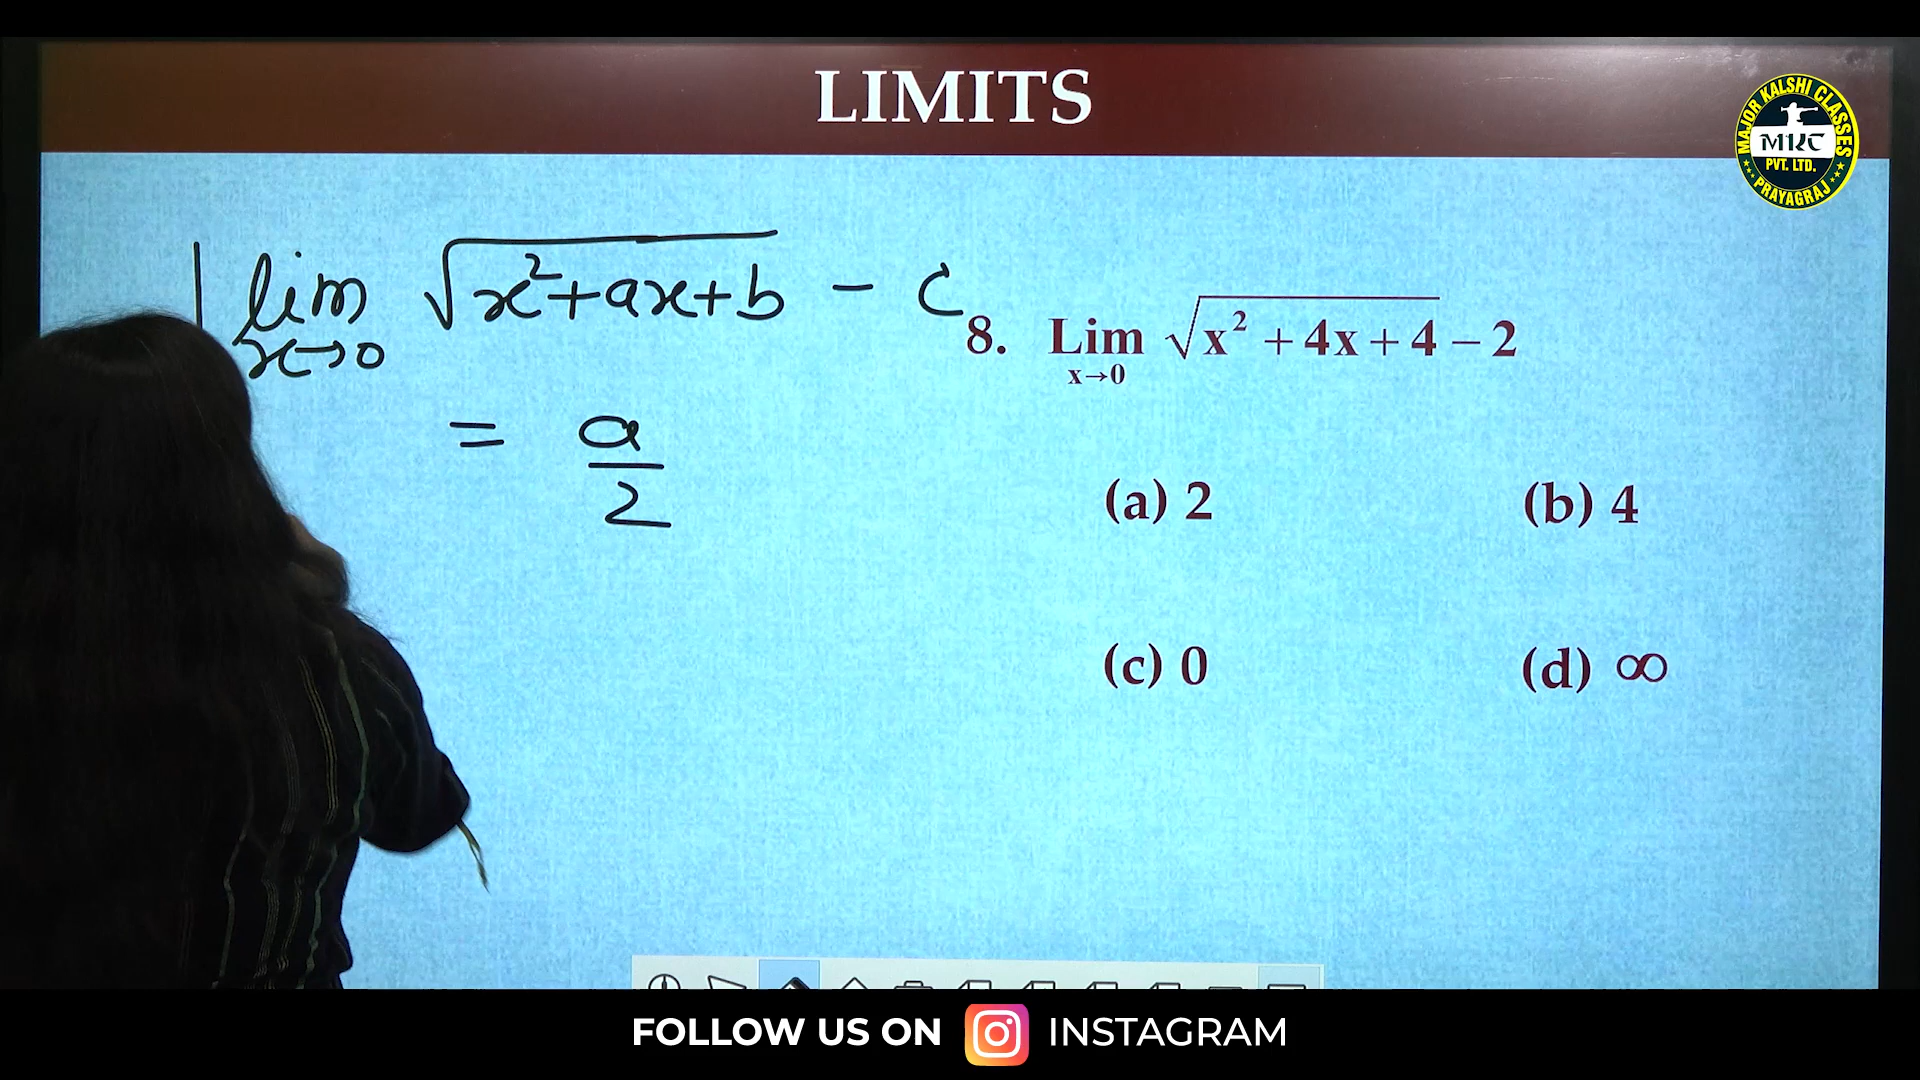 LIMITS
MAJOR KALSHI CLASSES
MKC
PVT. LTD.
PRAYAGRAJ
lim √x²+ax+b - c
x→0
= a/2
8. Lim √x² + 4x + 4 - 2
x→0
(a) 2 (b) 4
(c) 0 (d) ∞
FOLLOW US ON INSTAGRAM